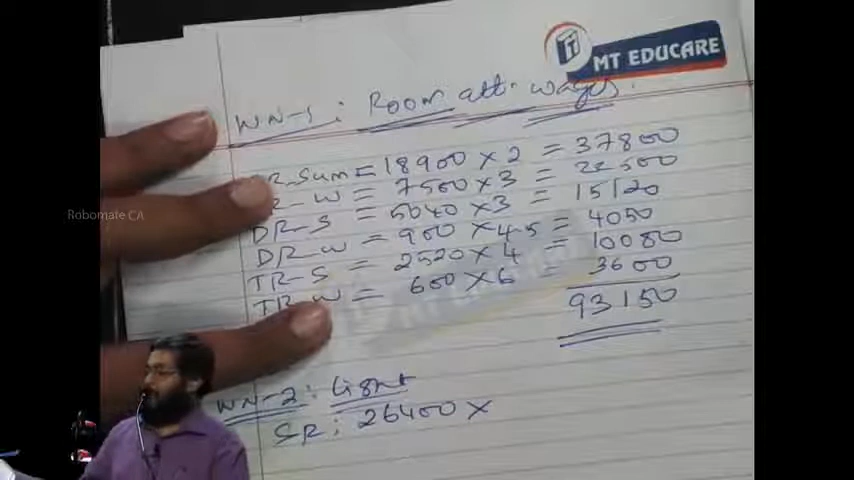 MT EDUCARE
WN-1: Room att. wages.
R-Sum = 18900 × 2 = 37800
R-W = 7500 × 3 = 22500
DR-S = 5040 × 3 = 15120
DR-W = 900 × 4.5 = 4050
TR-S = 2520 × 4 = 10080
TR-W = 600 × 6 = 3600
93150
WN-2: Light
SR: 26400 ×
Robomate CA